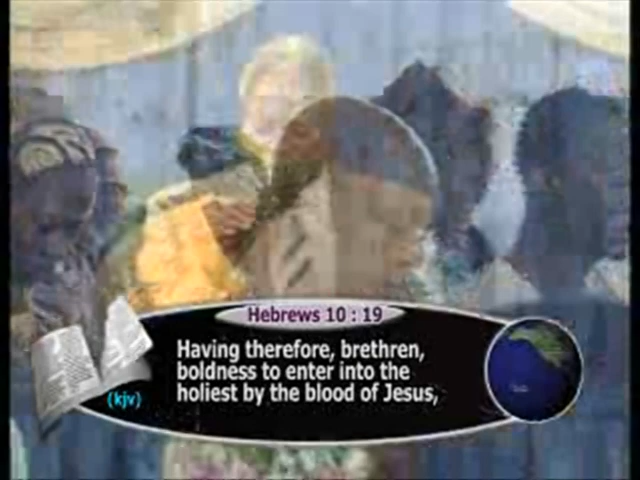 Hebrews 10 : 19
Having therefore, brethren,
boldness to enter into the
holiest by the blood of Jesus,
(kjv)